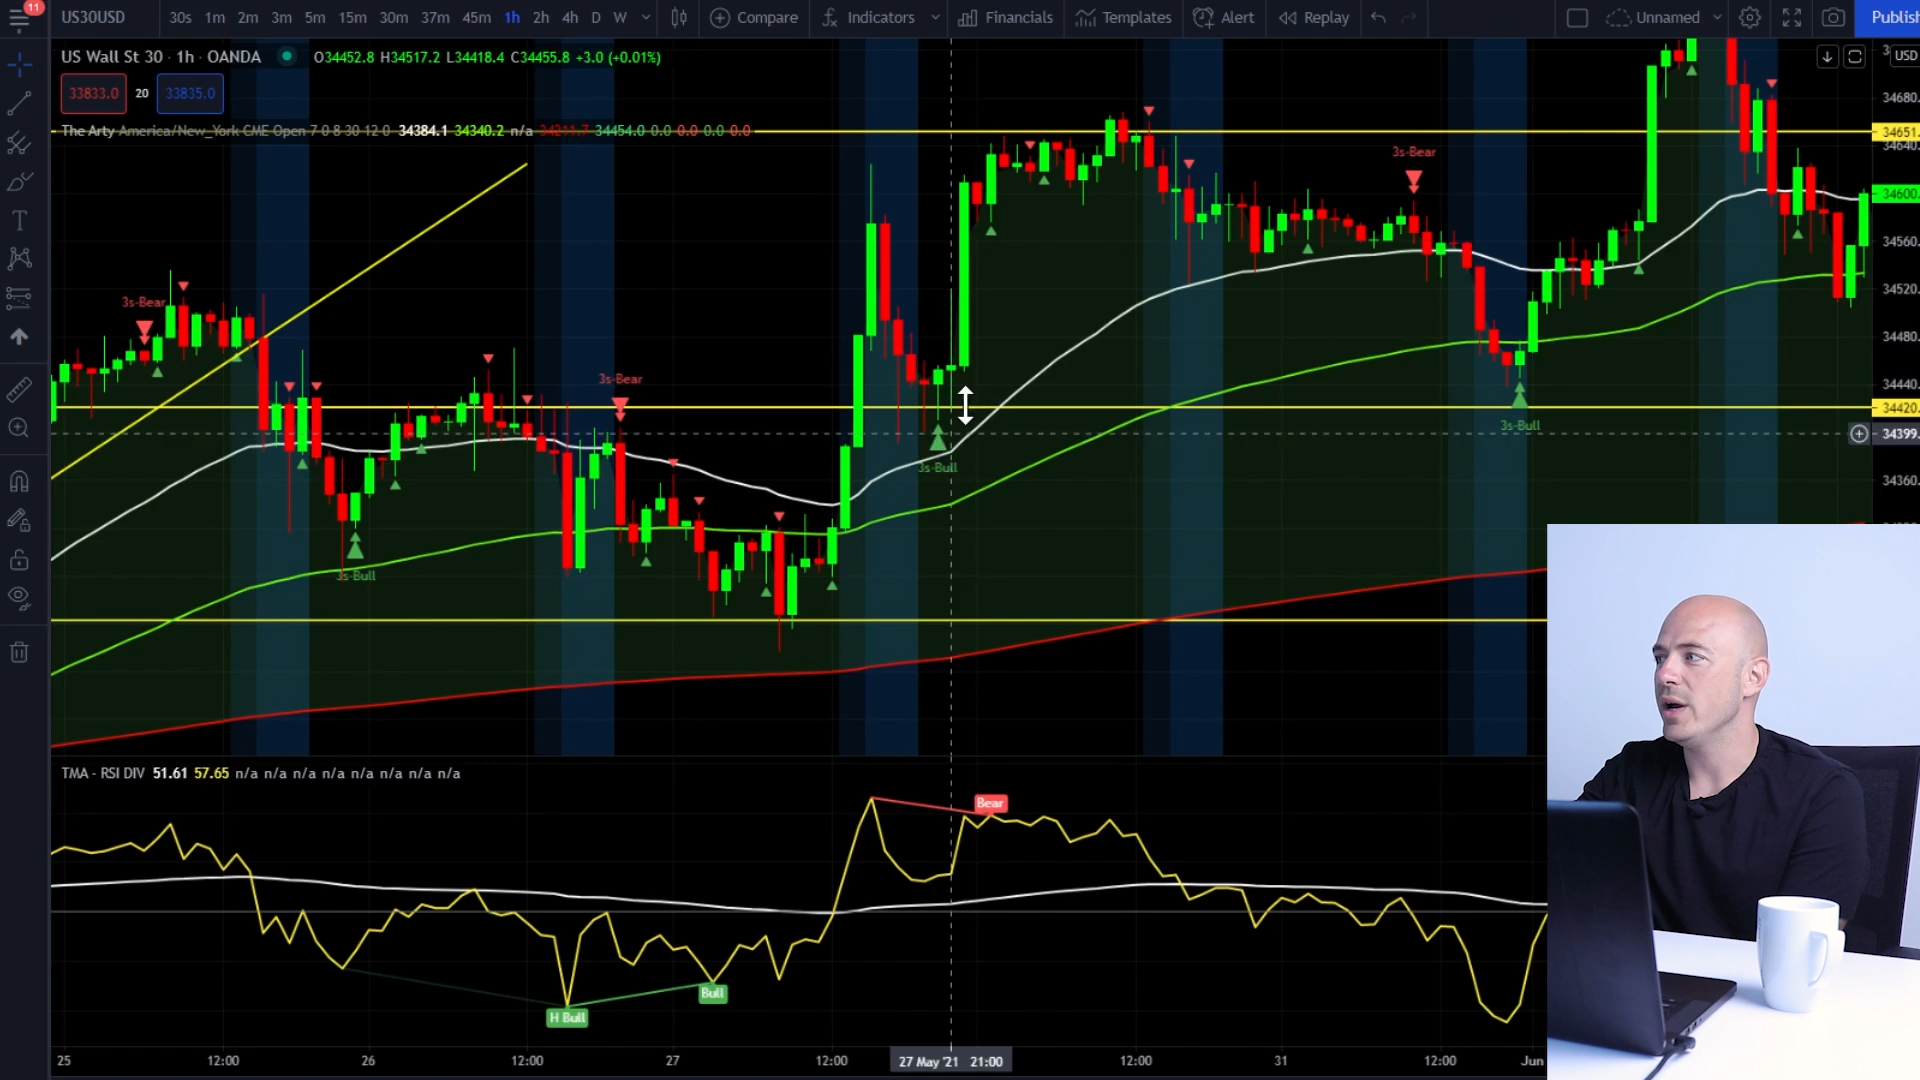 11
US30USD 30s 1m 2m 3m 5m 15m 30m 37m 45m 1h 2h 4h D W Compare Indicators Financials Templates Alert Replay Unnamed Publish
US Wall St 30 · 1h · OANDA O34452.8 H34517.2 L34418.4 C34455.8 +3.0 (+0.01%)
USD
33833.0 20 33835.0
The Arty America/New_York CME Open 7 0 8 30 12 0 34384.1 34340.2 n/a 34211.7 34454.0 0.0 0.0 0.0 0.0
34680.
34651.
34640.
3s-Bear
34600.
34560.
34520.
3s-Bear
34480.
3s-Bear
34440.
34420.
3s-Bull
34399.
3s-Bull
34360.
3s-Bull
TMA - RSI DIV 51.61 57.65 n/a n/a n/a n/a n/a n/a n/a n/a
Bear
Bull
H Bull
25 12:00 26 12:00 27 12:00 27 May '21 21:00 12:00 31 12:00 Jun